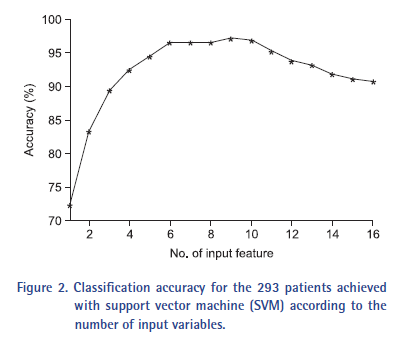 100
95
90
85
80
75
70
Accuracy (%)
2 4 6 8 10 12 14 16
No. of input feature
Figure 2. Classification accuracy for the 293 patients achieved
with support vector machine (SVM) according to the
number of input variables.